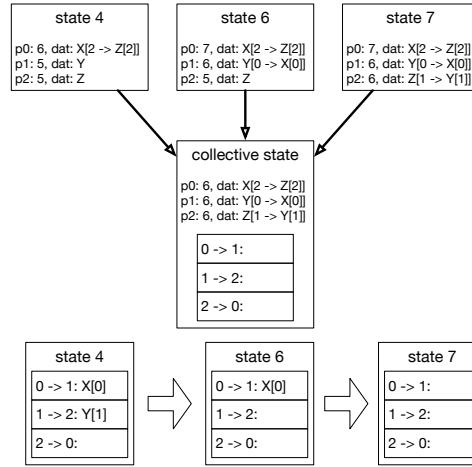 state 4
p0: 6, dat: X[2 -> Z[2]]
p1: 5, dat: Y
p2: 5, dat: Z
state 6
p0: 7, dat: X[2 -> Z[2]]
p1: 6, dat: Y[0 -> X[0]]
p2: 5, dat: Z
state 7
p0: 7, dat: X[2 -> Z[2]]
p1: 6, dat: Y[0 -> X[0]]
p2: 6, dat: Z[1 -> Y[1]]
collective state
p0: 6, dat: X[2 -> Z[2]]
p1: 6, dat: Y[0 -> X[0]]
p2: 6, dat: Z[1 -> Y[1]]
0 -> 1:
1 -> 2:
2 -> 0:
state 4
0 -> 1: X[0]
1 -> 2: Y[1]
2 -> 0:
state 6
0 -> 1: X[0]
1 -> 2:
2 -> 0:
state 7
0 -> 1:
1 -> 2:
2 -> 0: